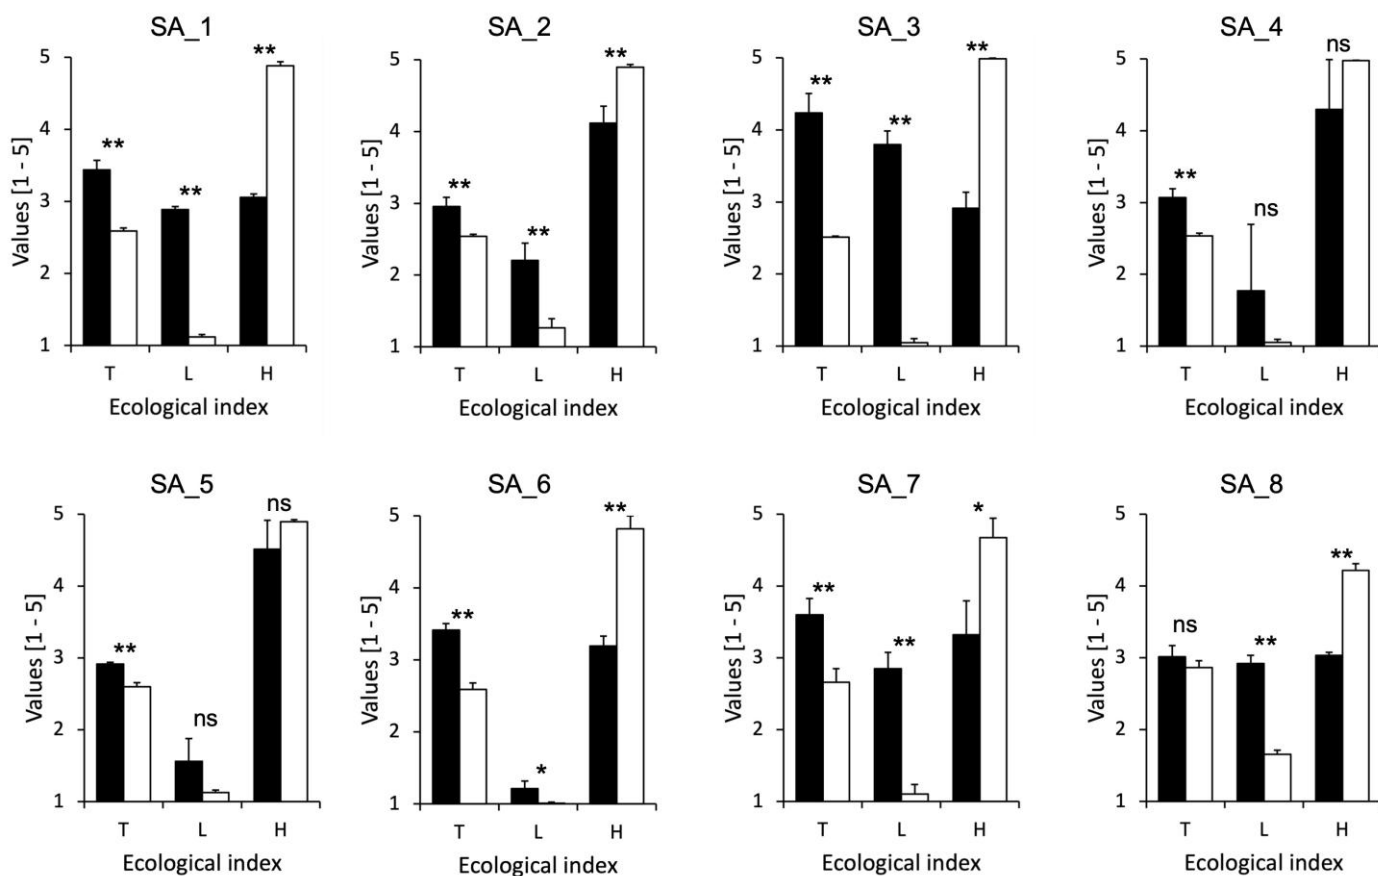 SA_1
5
4
3
2
1
Values [1 - 5]
**
**
**
T L H
Ecological index
SA_2
5
4
3
2
1
Values [1 - 5]
**
**
**
T L H
Ecological index
SA_3
5
4
3
2
1
Values [1 - 5]
**
**
**
T L H
Ecological index
SA_4
5
4
3
2
1
Values [1 - 5]
**
ns
ns
T L H
Ecological index
SA_5
5
4
3
2
1
Values [1 - 5]
**
ns
ns
T L H
Ecological index
SA_6
5
4
3
2
1
Values [1 - 5]
**
*
**
T L H
Ecological index
SA_7
5
4
3
2
1
Values [1 - 5]
**
**
*
T L H
Ecological index
SA_8
5
4
3
2
1
Values [1 - 5]
ns
**
**
T L H
Ecological index